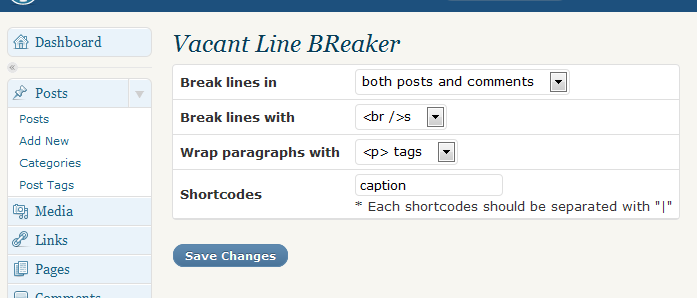 Dashboard
Vacant Line BReaker
Posts
Posts
Add New
Categories
Post Tags
Media
Links
Pages
Comments
Break lines in both posts and comments
Break lines with <br />s
Wrap paragraphs with <p> tags
Shortcodes caption
* Each shortcodes should be separated with "|"
Save Changes